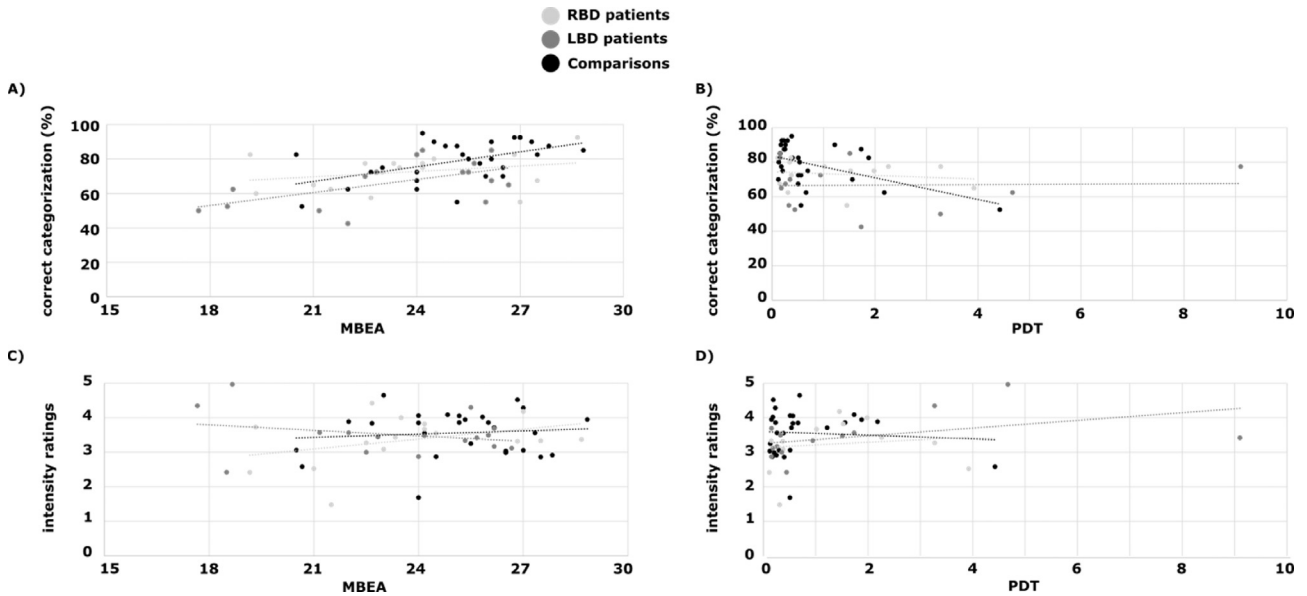 RBD patients
LBD patients
Comparisons
A)
correct categorization (%)
100
80
60
40
20
0
15 18 21 24 27 30
MBEA
B)
correct categorization (%)
100
80
60
40
20
0
0 2 4 6 8 10
PDT
C)
intensity ratings
5
4
3
2
1
0
15 18 21 24 27 30
MBEA
D)
intensity ratings
5
4
3
2
1
0
0 2 4 6 8 10
PDT